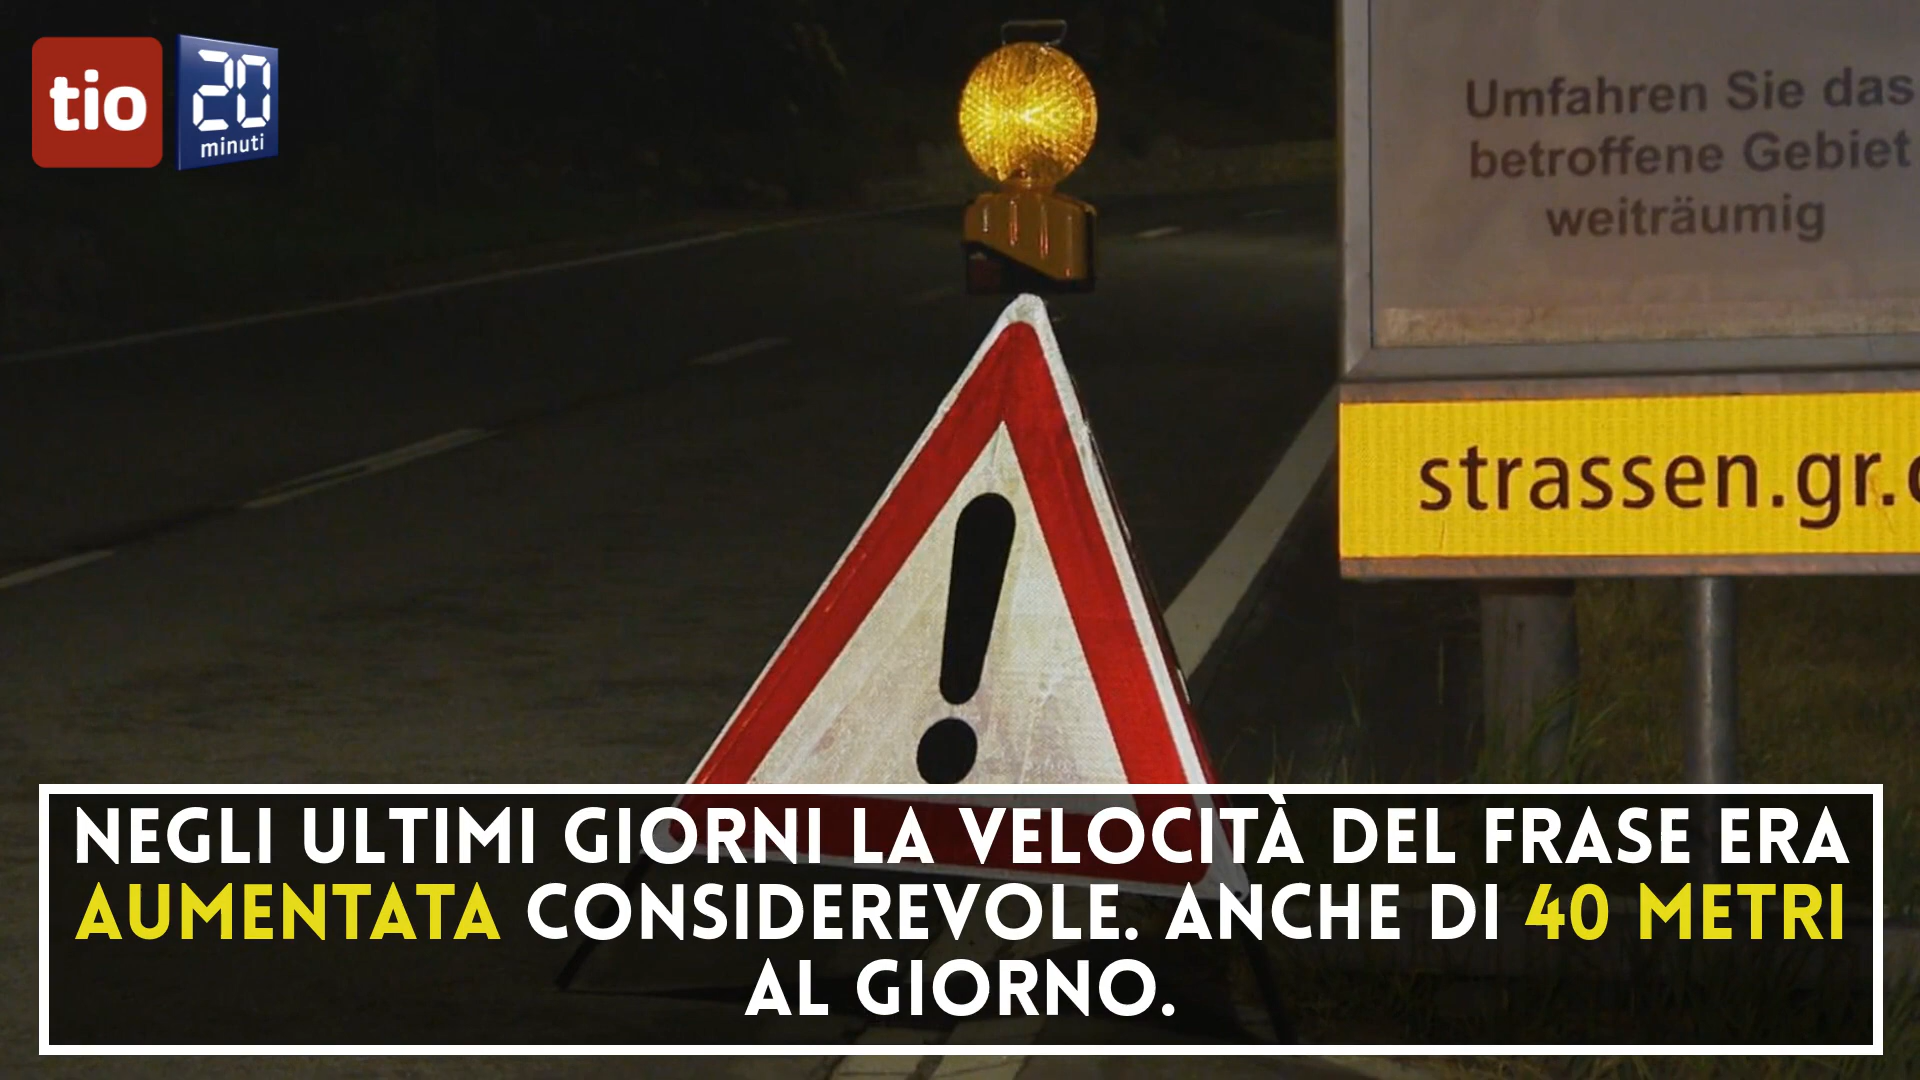 tio
20
minuti
Umfahren Sie das
betroffene Gebiet
weiträumig
strassen.gr.
NEGLI ULTIMI GIORNI LA VELOCITÀ DEL FRASE ERA
AUMENTATA CONSIDEREVOLE. ANCHE DI 40 METRI
AL GIORNO.